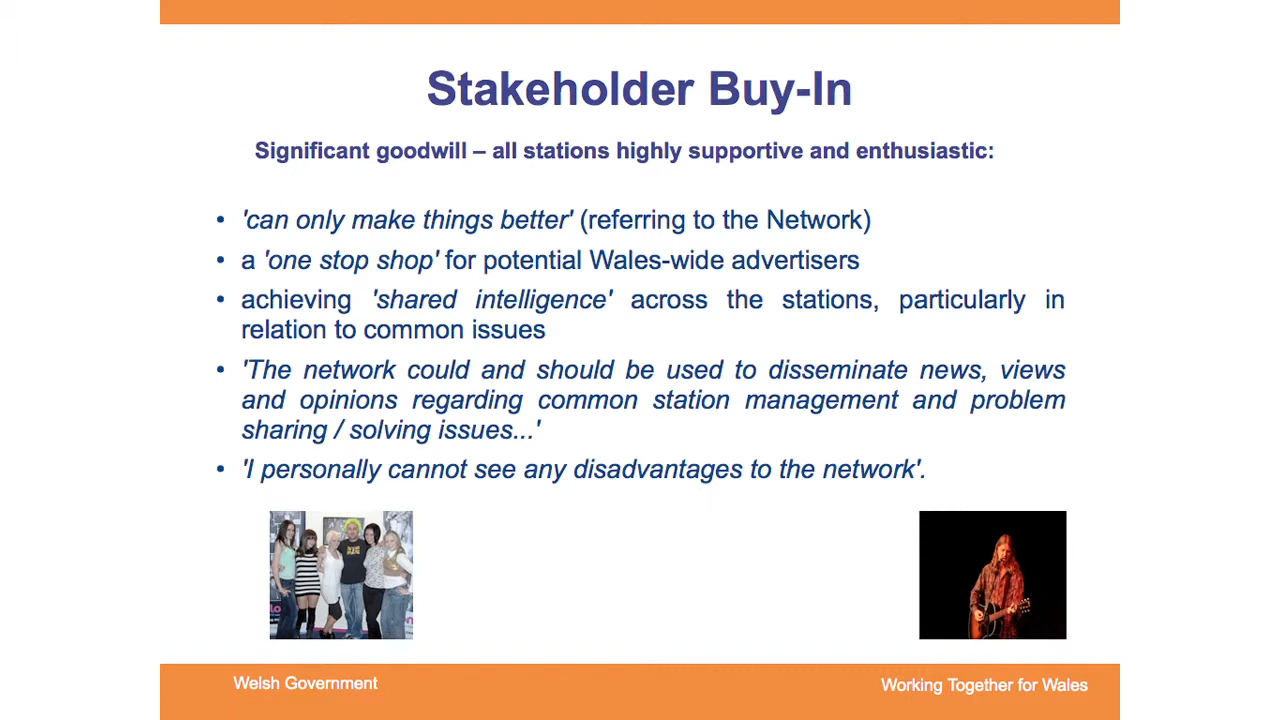 Stakeholder Buy-In
Significant goodwill – all stations highly supportive and enthusiastic:
• 'can only make things better' (referring to the Network)
• a 'one stop shop' for potential Wales-wide advertisers
• achieving 'shared intelligence' across the stations, particularly in
relation to common issues
• 'The network could and should be used to disseminate news, views
and opinions regarding common station management and problem
sharing / solving issues...'
• 'I personally cannot see any disadvantages to the network'.
Welsh Government
Working Together for Wales